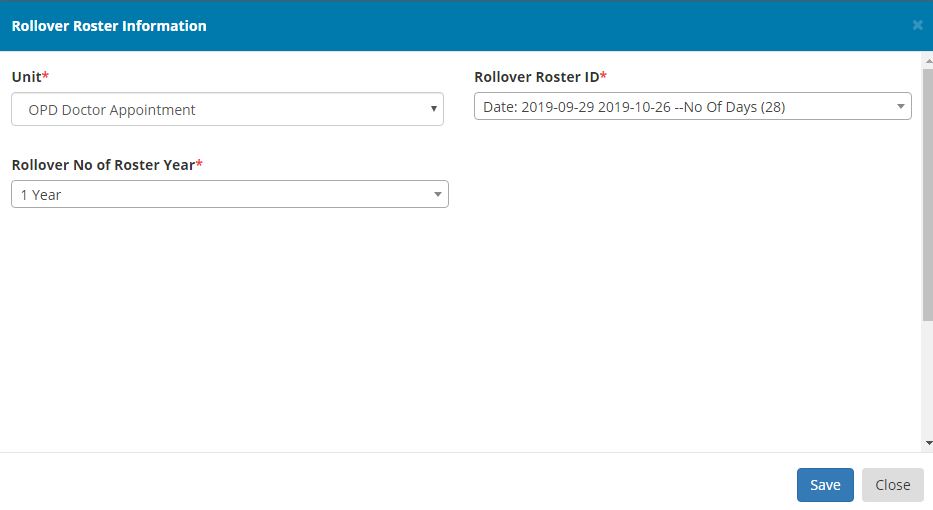 Rollover Roster Information
×
Unit*
OPD Doctor Appointment
Rollover Roster ID*
Date: 2019-09-29 2019-10-26 --No Of Days (28)
Rollover No of Roster Year*
1 Year
Save
Close